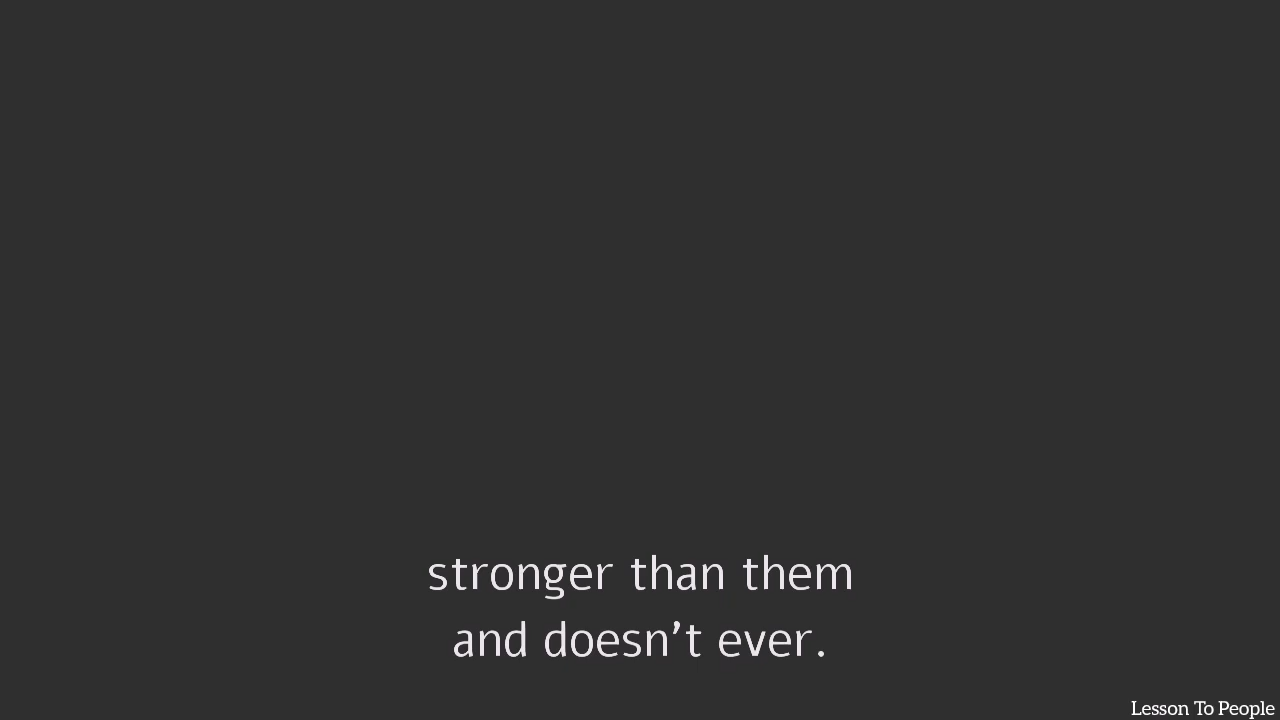 stronger than them
and doesn’t ever.
Lesson To People